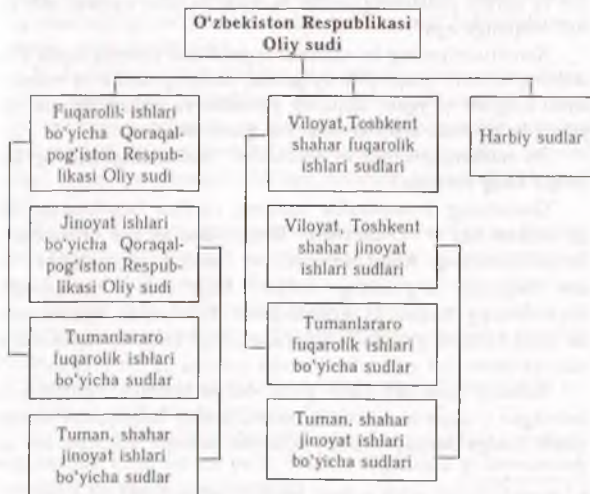 O'zbekiston Respublikasi
Oliy sudi
Fuqarolik ishlari
bo'yicha Qoraqal-
pog'iston Respub-
likasi Oliy sudi
Viloyat,Toshkent
shahar fuqarolik
ishlari sudlari
Harbiy sudlar
Jinoyat ishlari
bo'yicha Qoraqal-
pog'iston Respub-
likasi Oliy sudi
Viloyat, Toshkent
shahar jinoyat
ishlari sudlari
Tumanlararo
fuqarolik ishlari
bo'yicha sudlar
Tumanlararo
fuqarolik ishlari
bo'yicha sudlar
Tuman, shahar
jinoyat ishlari
bo'yicha sudlar
Tuman, shahar
jinoyat ishlari
bo'yicha sudlari